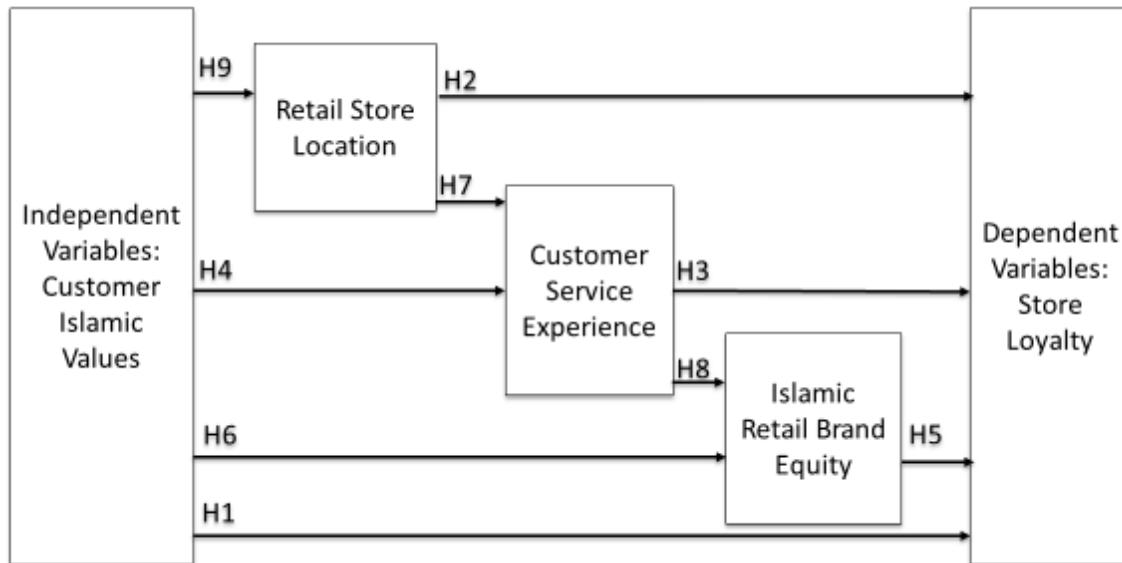 H9
H2
Retail Store
Location
H7
Independent
Variables:
Customer
Islamic
Values
H4
Customer
Service
Experience
H3
Dependent
Variables:
Store
Loyalty
H8
Islamic
Retail Brand
Equity
H6
H5
H1